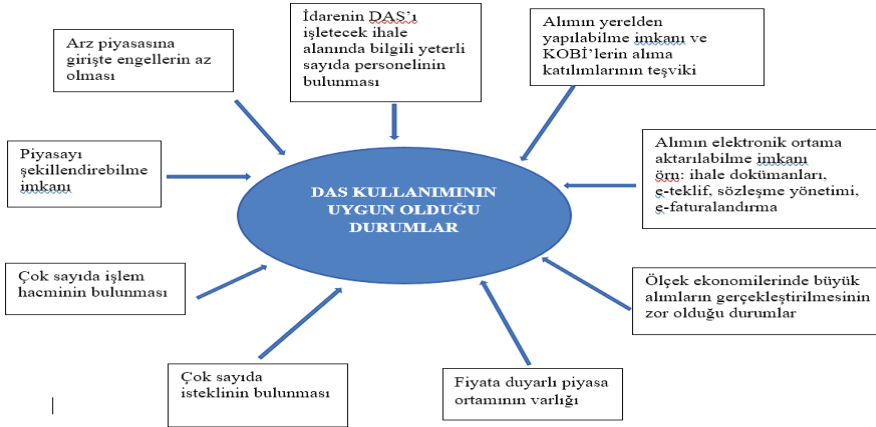 Arz piyasasına
girişte engellerin az
olması
İdarenin DAS’ı
işletecek ihale
alanında bilgili yeterli
sayıda personelinin
bulunması
Alımın yerelden
yapılabilme imkanı ve
KOBİ’lerin alıma
katılımlarının teşviki
Piyasayı
şekillendirebilme
imkanı
DAS KULLANIMININ
UYGUN OLDUĞU
DURUMLAR
Alımın elektronik ortama
aktarılabilme imkanı
örn: ihale dokümanları,
e-teklif, sözleşme yönetimi,
e-faturalandırma
Çok sayıda işlem
hacminin bulunması
Ölçek ekonomilerinde büyük
alımların gerçekleştirilmesinin
zor olduğu durumlar
Çok sayıda
isteklinin bulunması
Fiyata duyarlı piyasa
ortamının varlığı